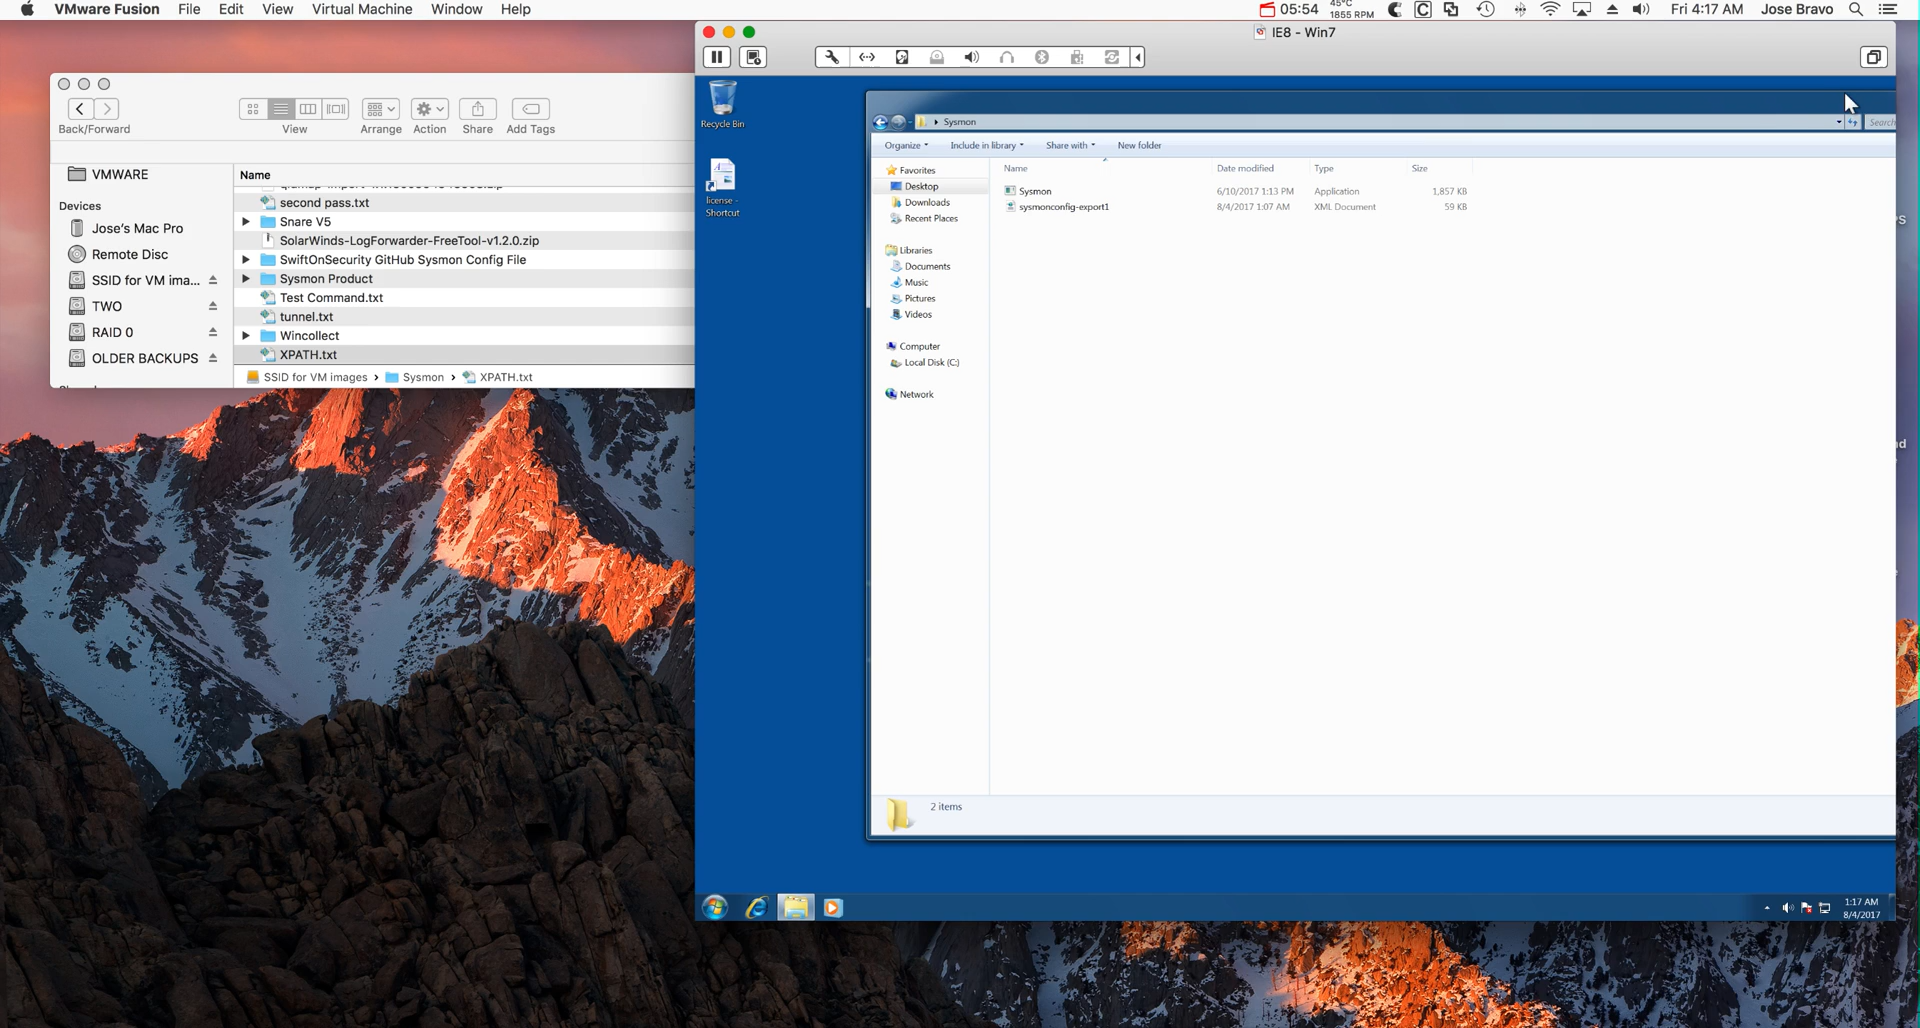 VMware Fusion File Edit View Virtual Machine Window Help
05:54 45°C 1855 RPM Fri 4:17 AM Jose Bravo
IE8 - Win7
Back/Forward View Arrange Action Share Add Tags
VMWARE
Devices
Jose's Mac Pro
Remote Disc
SSID for VM ima...
TWO
RAID 0
OLDER BACKUPS
Name
second pass.txt
Snare V5
SolarWinds-LogForwarder-FreeTool-v1.2.0.zip
SwiftOnSecurity GitHub Sysmon Config File
Sysmon Product
Test Command.txt
tunnel.txt
Wincollect
XPATH.txt
SSID for VM images › Sysmon › XPATH.txt
Recycle Bin
license -
Shortcut
Sysmon
Search
Organize Include in library Share with New folder
Favorites
Desktop
Downloads
Recent Places
Libraries
Documents
Music
Pictures
Videos
Computer
Local Disk (C:)
Network
Name Date modified Type Size
Sysmon 6/10/2017 1:13 PM Application 1,857 KB
sysmonconfig-export1 8/4/2017 1:07 AM XML Document 59 KB
2 items
1:17 AM
8/4/2017